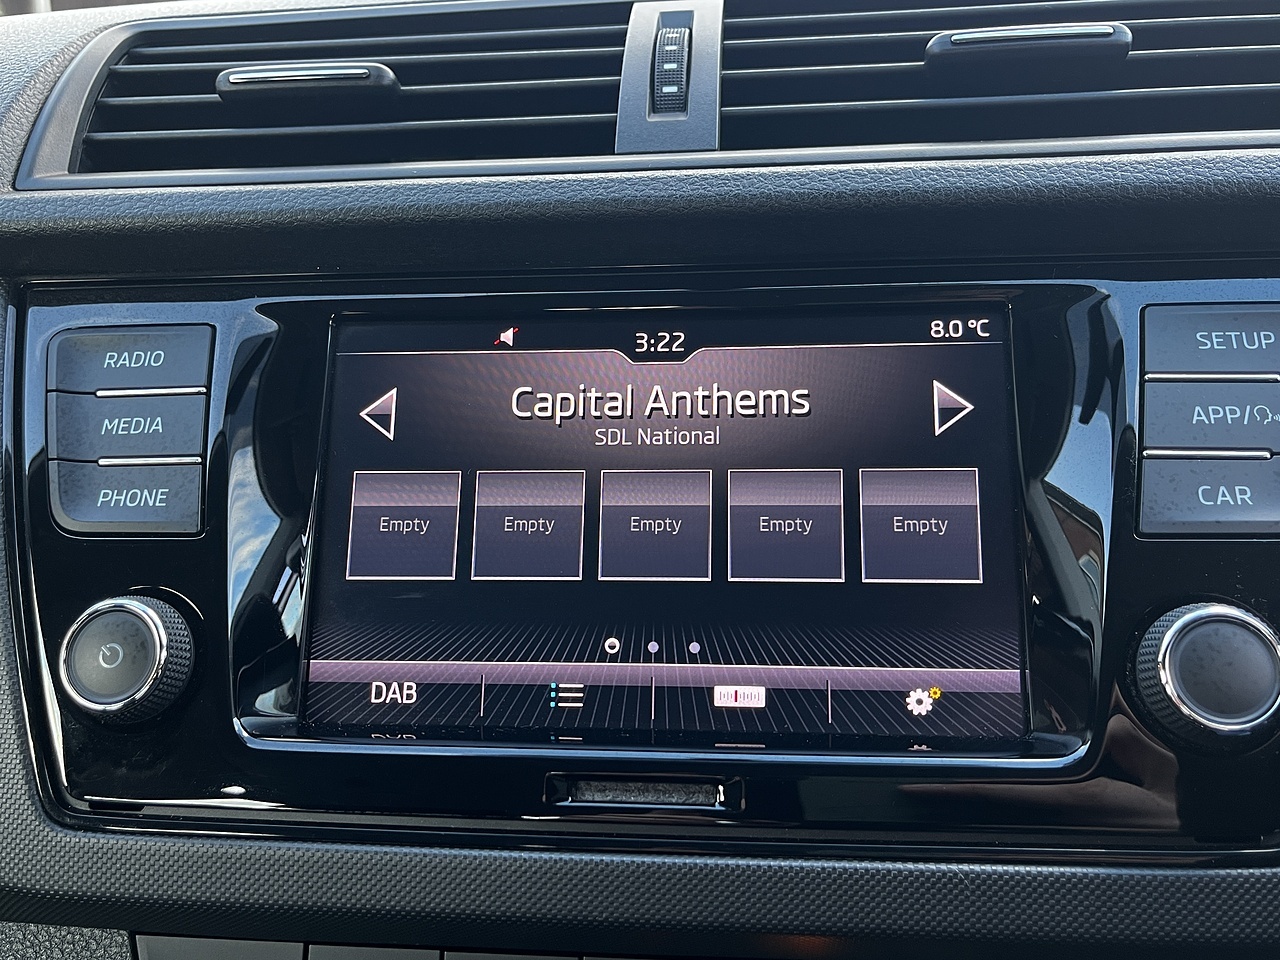 RADIO
MEDIA
PHONE
3:22
8.0 °C
Capital Anthems
SDL National
Empty
Empty
Empty
Empty
Empty
DAB
SETUP
APP/
CAR